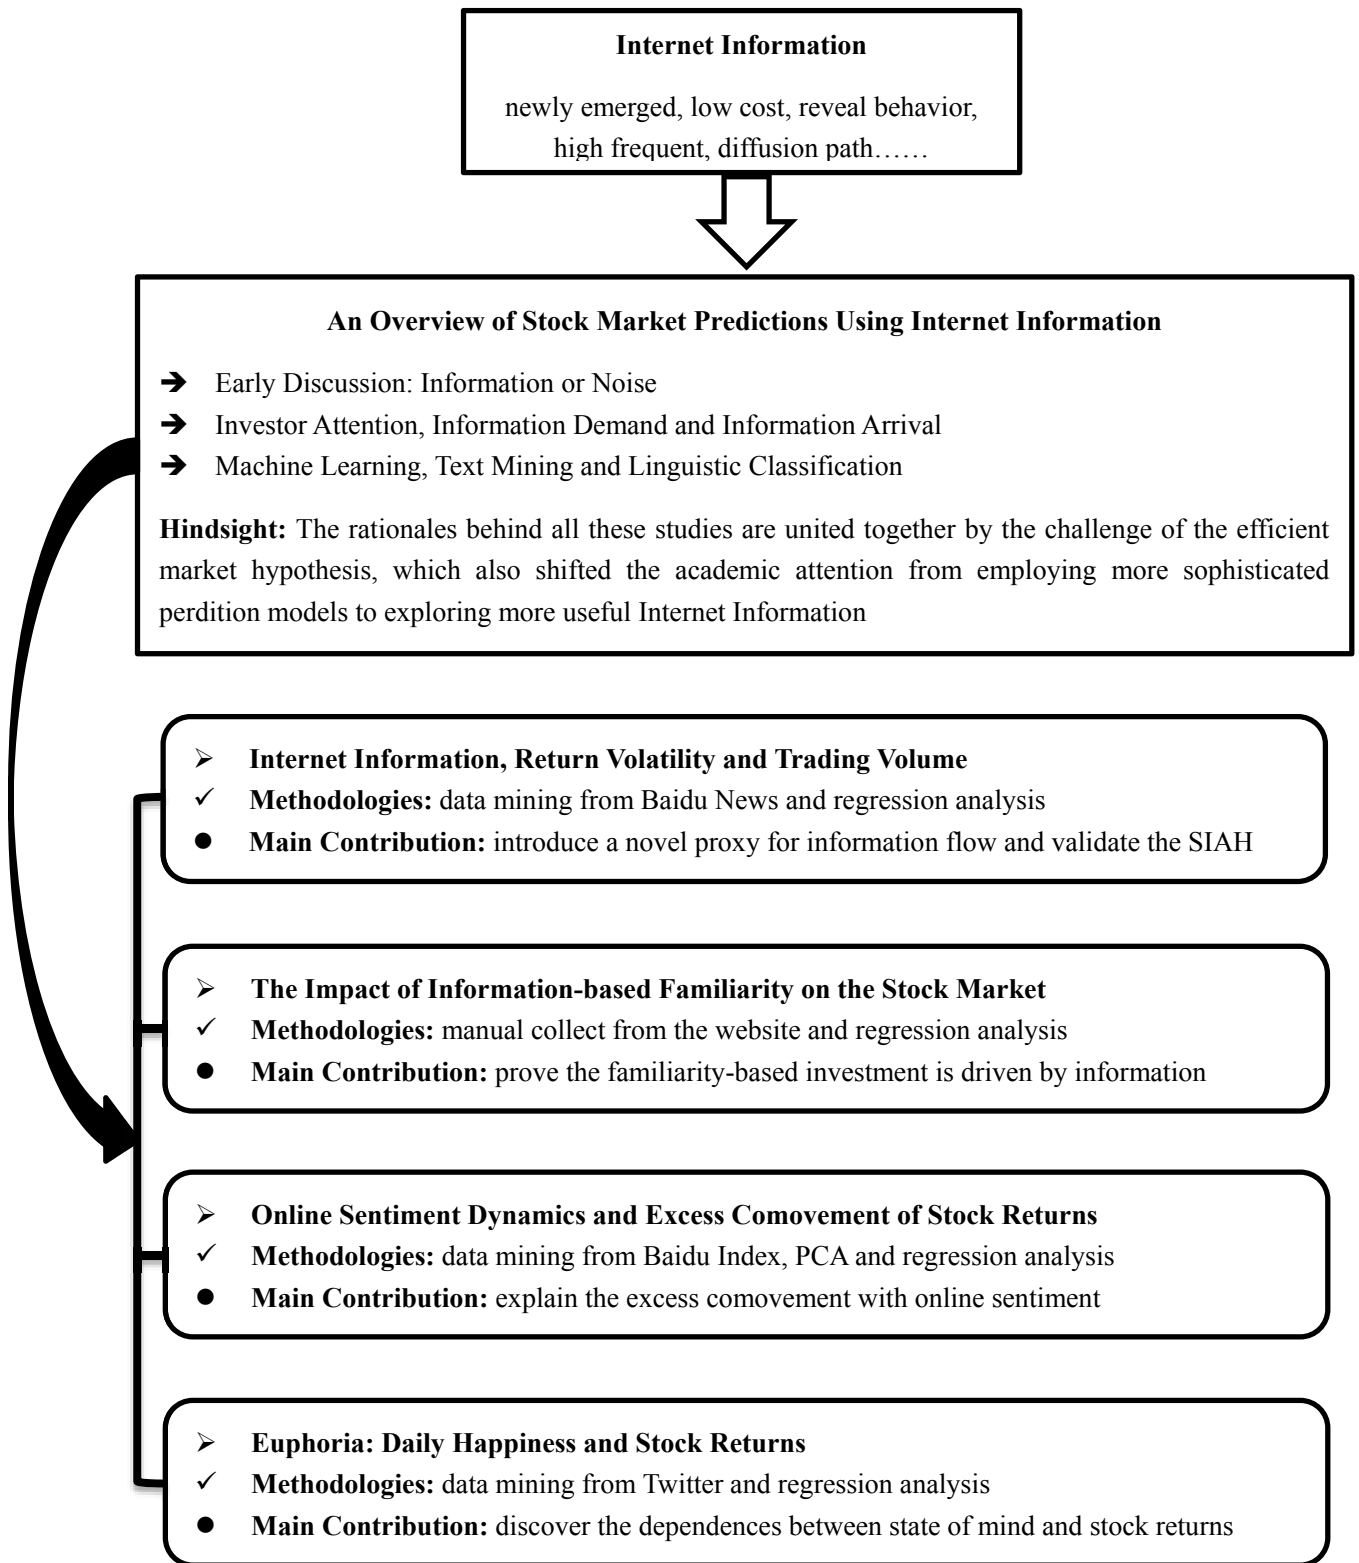 Internet Information
newly emerged, low cost, reveal behavior,
high frequent, diffusion path……
An Overview of Stock Market Predictions Using Internet Information
➔ Early Discussion: Information or Noise
➔ Investor Attention, Information Demand and Information Arrival
➔ Machine Learning, Text Mining and Linguistic Classification
Hindsight: The rationales behind all these studies are united together by the challenge of the efficient
market hypothesis, which also shifted the academic attention from employing more sophisticated
perdition models to exploring more useful Internet Information
➢ Internet Information, Return Volatility and Trading Volume
✓ Methodologies: data mining from Baidu News and regression analysis
● Main Contribution: introduce a novel proxy for information flow and validate the SIAH
➢ The Impact of Information-based Familiarity on the Stock Market
✓ Methodologies: manual collect from the website and regression analysis
● Main Contribution: prove the familiarity-based investment is driven by information
➢ Online Sentiment Dynamics and Excess Comovement of Stock Returns
✓ Methodologies: data mining from Baidu Index, PCA and regression analysis
● Main Contribution: explain the excess comovement with online sentiment
➢ Euphoria: Daily Happiness and Stock Returns
✓ Methodologies: data mining from Twitter and regression analysis
● Main Contribution: discover the dependences between state of mind and stock returns